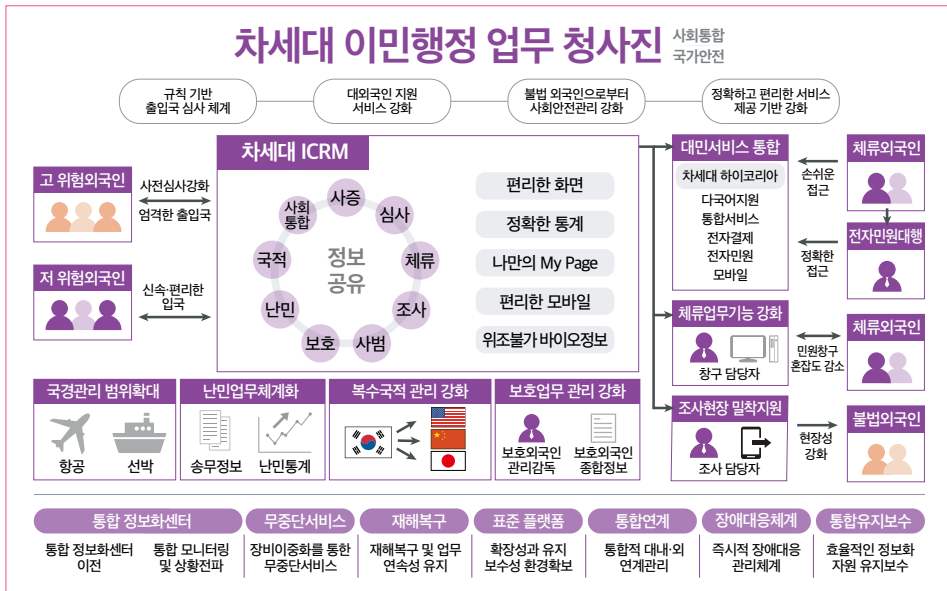 차세대 이민행정 업무 청사진
사회통합
국가안전
규칙 기반
출입국 심사 체계
대외국인 지원
서비스 강화
불법 외국인으로부터
사회안전관리 강화
정확하고 편리한 서비스
제공 기반 강화
고 위험외국인
사전심사강화
엄격한 출입국
저 위험외국인
신속·편리한
입국
차세대 ICRM
사회
통합
사증
심사
국적
체류
난민
조사
보호
사범
정보
공유
편리한 화면
정확한 통계
나만의 My Page
편리한 모바일
위조불가 바이오정보
대민서비스 통합
차세대 하이코리아
다국어지원
통합서비스
전자결제
전자민원
모바일
손쉬운
접근
체류외국인
정확한
접근
전자민원대행
체류업무기능 강화
창구 담당자
민원창구
혼잡도 감소
체류외국인
조사현장 밀착지원
조사 담당자
현장성
강화
불법외국인
국경관리 범위확대
항공
선박
난민업무체계화
송무정보
난민통계
복수국적 관리 강화
보호업무 관리 강화
보호외국인
관리감독
보호외국인
종합정보
통합 정보화센터
통합 정보화센터
이전
통합 모니터링
및 상황전파
무중단서비스
장비이중화를 통한
무중단서비스
재해복구
재해복구 및 업무
연속성 유지
표준 플랫폼
확장성과 유지
보수성 환경확보
통합연계
통합적 대내·외
연계관리
장애대응체계
즉시적 장애대응
관리체계
통합유지보수
효율적인 정보화
자원 유지보수